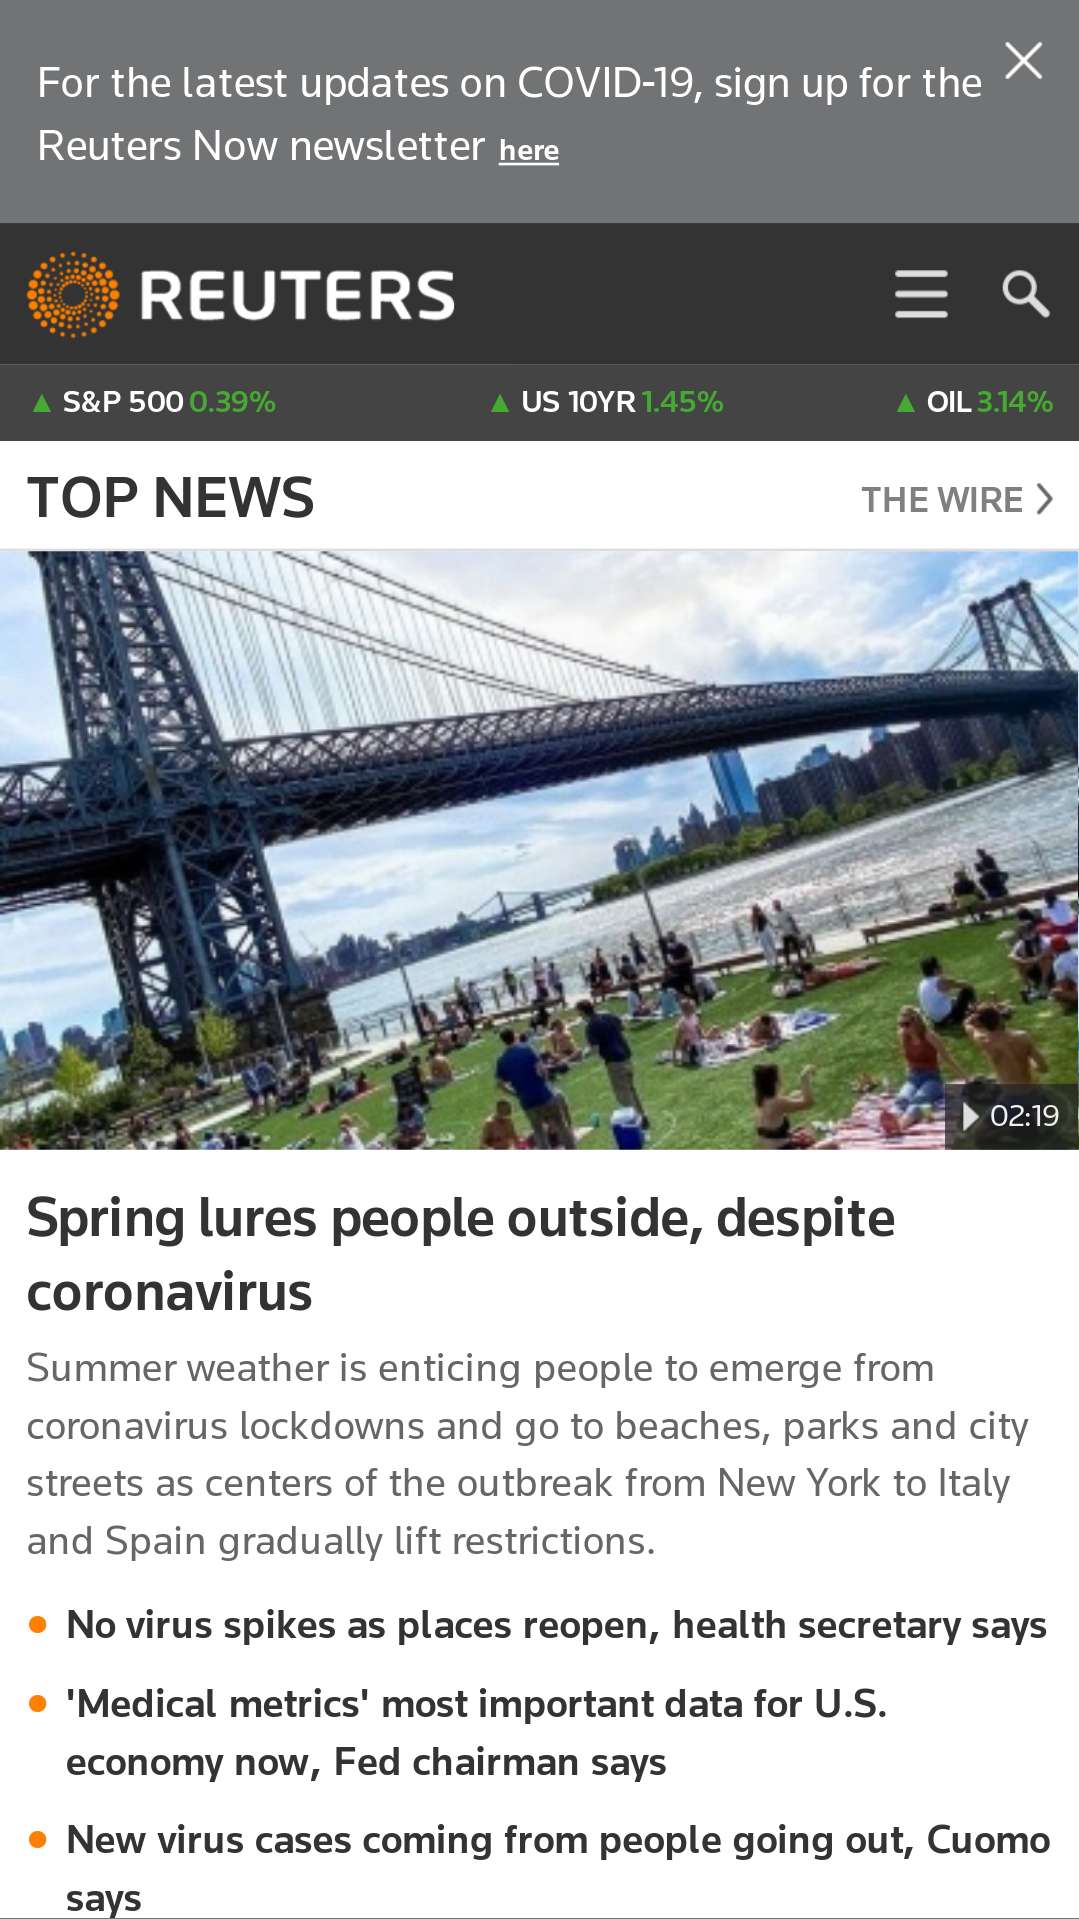 For the latest updates on COVID-19, sign up for the
Reuters Now newsletter here
REUTERS
▲ S&P 500 0.39% ▲ US 10YR 1.45% ▲ OIL 3.14%
TOP NEWS THE WIRE
02:19
Spring lures people outside, despite
coronavirus
Summer weather is enticing people to emerge from
coronavirus lockdowns and go to beaches, parks and city
streets as centers of the outbreak from New York to Italy
and Spain gradually lift restrictions.
No virus spikes as places reopen, health secretary says
'Medical metrics' most important data for U.S.
economy now, Fed chairman says
New virus cases coming from people going out, Cuomo
says